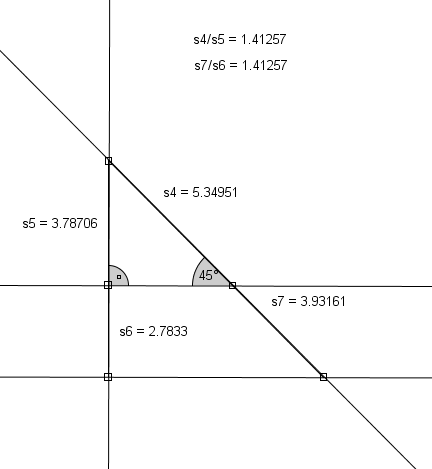 s4/s5 = 1.41257
s7/s6 = 1.41257
s4 = 5.34951
s5 = 3.78706
45°
s7 = 3.93161
s6 = 2.7833